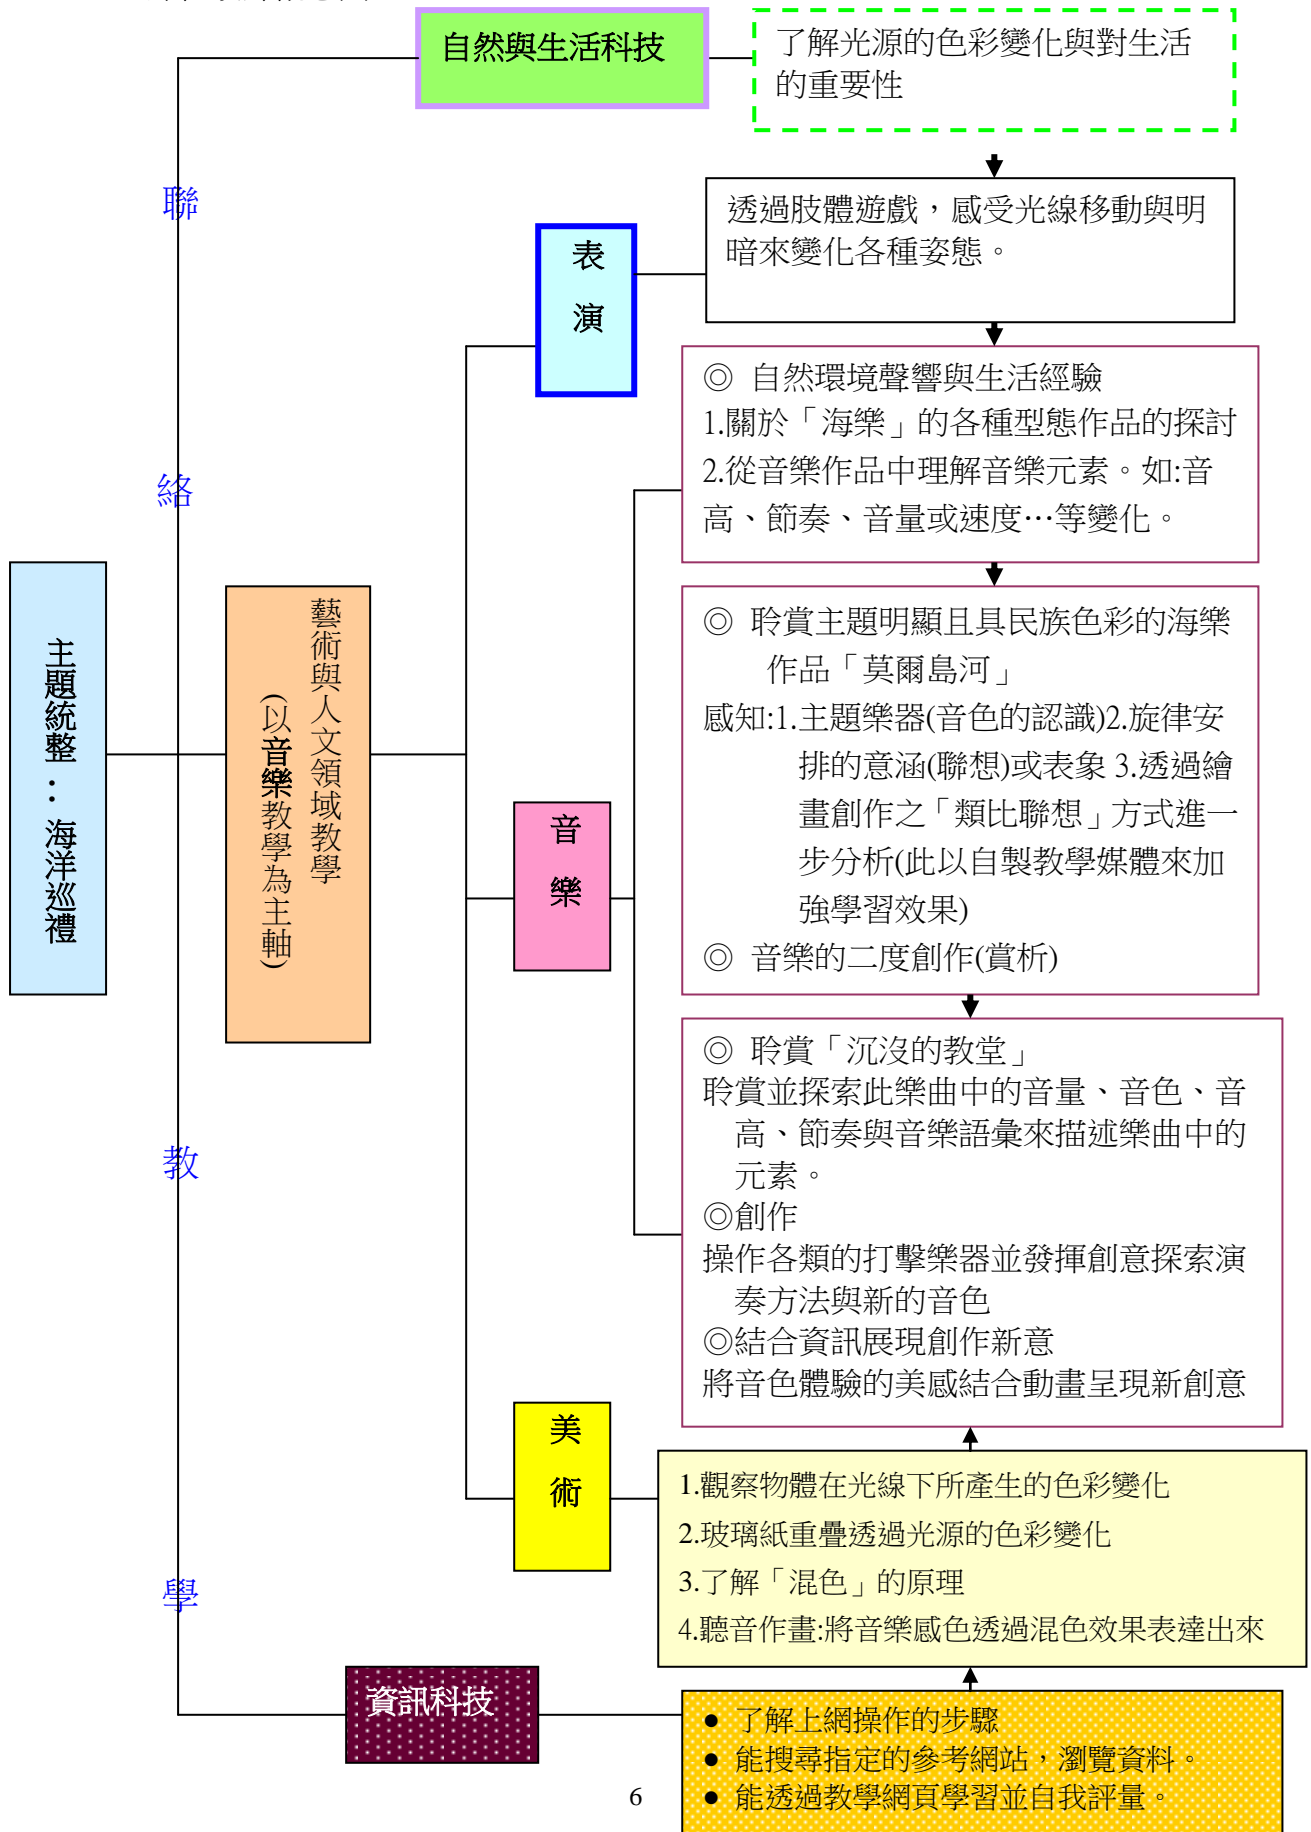 自然與生活科技
了解光源的色彩變化與對生活
的重要性
聯
絡
教
學
透過肢體遊戲，感受光線移動與明
暗來變化各種姿態。
表
演
◎ 自然環境聲響與生活經驗
1.關於「海樂」的各種型態作品的探討
2.從音樂作品中理解音樂元素。如:音
高、節奏、音量或速度…等變化。
主題統整：海洋巡禮
藝術與人文領域教學
(以音樂教學為主軸)
◎ 聆賞主題明顯且具民族色彩的海樂
作品「莫爾島河」
感知:1.主題樂器(音色的認識)2.旋律安
排的意涵(聯想)或表象 3.透過繪
畫創作之「類比聯想」方式進一
步分析(此以自製教學媒體來加
強學習效果)
◎ 音樂的二度創作(賞析)
音
樂
◎ 聆賞「沉沒的教堂」
聆賞並探索此樂曲中的音量、音色、音
高、節奏與音樂語彙來描述樂曲中的
元素。
◎創作
操作各類的打擊樂器並發揮創意探索演
奏方法與新的音色
◎結合資訊展現創作新意
將音色體驗的美感結合動畫呈現新創意
美
術
1.觀察物體在光線下所產生的色彩變化
2.玻璃紙重疊透過光源的色彩變化
3.了解「混色」的原理
4.聽音作畫:將音樂感色透過混色效果表達出來
資訊科技
● 了解上網操作的步驟
● 能搜尋指定的參考網站，瀏覽資料。
● 能透過教學網頁學習並自我評量。
6